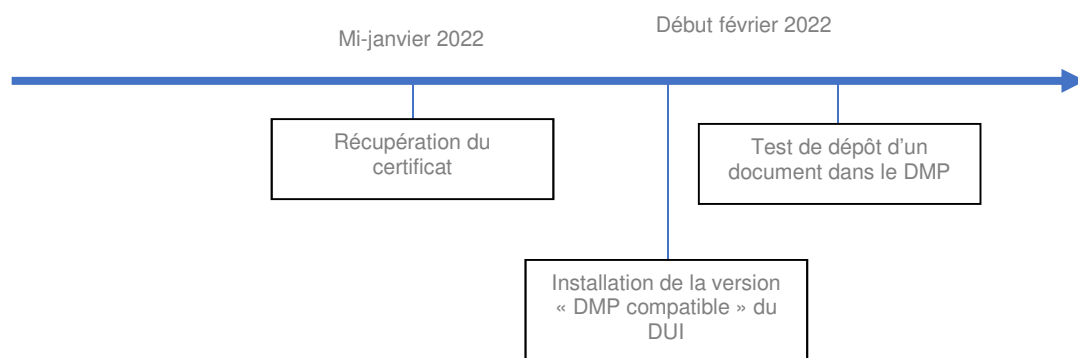 Mi-janvier 2022
Début février 2022
Récupération du
certificat
Test de dépôt d'un
document dans le DMP
Installation de la version
« DMP compatible » du
DUI